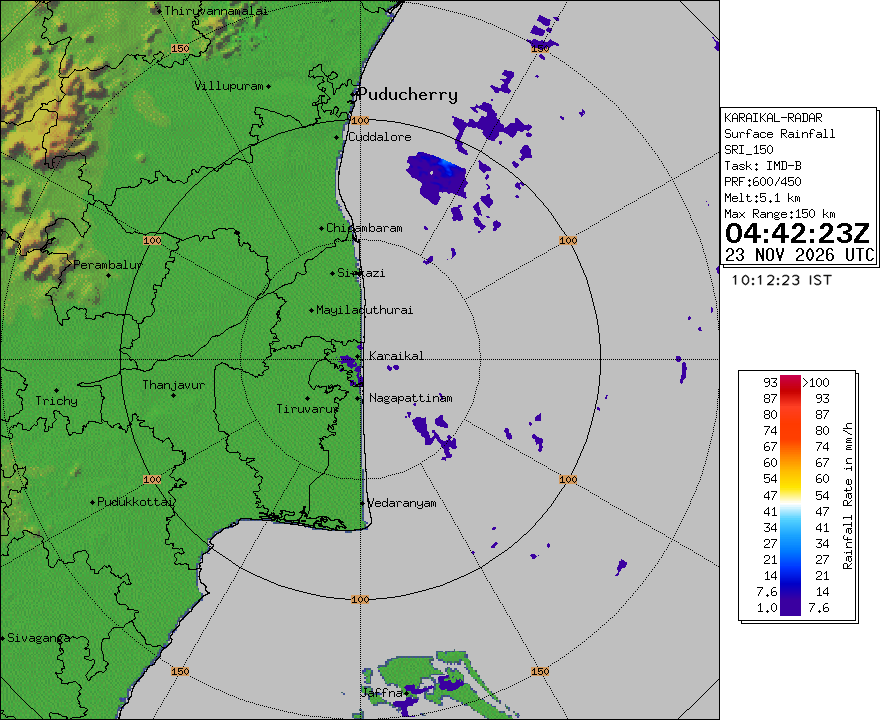 Thiruvannamalai
150
150
Villupuram
Puducherry
100
Cuddalore
Chidambaram
100
100
Perambalur
Sirkazi
Mayiladuthurai
Karaikal
Thanjavur
Trichy
Tiruvarur
Nagapattinam
100
100
Pudukkottai
Vedaranyam
100
Sivaganga
150
150
Jaffna
KARAIKAL-RADAR
Surface Rainfall
SRI_150
Task: IMD-B
PRF:600/450
Melt:5.1 km
Max Range:150 km
04:42:23Z
23 NOV 2026 UTC
10:12:23 IST
93 >100
87 93
80 87
74 80
67 74
60 67
54 60
47 54
41 47
34 41
27 34
21 27
14 21
7.6 14
1.0 7.6
Rainfall Rate in mm/h